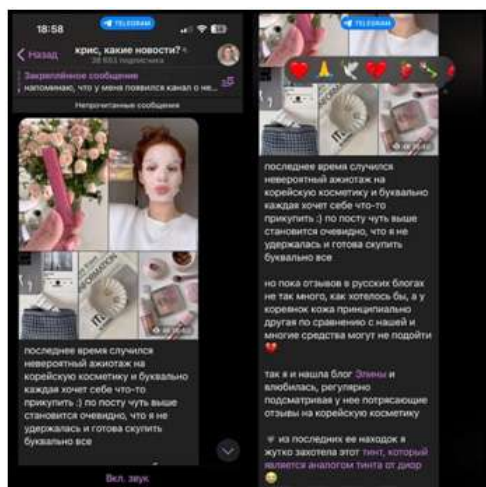 18:58
TELEGRAM
58
Назад
крис, какие новости?
38 653 подписчика
Закреплённое сообщение
напоминаю, что у меня появился канал о не...
Непрочитанные сообщения
последнее время случился
невероятный ажиотаж на
корейскую косметику и буквально
каждая хочет себе что-то
прикупить :) по посту чуть выше
становится очевидно, что я не
удержалась и готова скупить
буквально все
Вкл. звук
TELEGRAM
последнее время случился
невероятный ажиотаж на
корейскую косметику и буквально
каждая хочет себе что-то
прикупить :) по посту чуть выше
становится очевидно, что я не
удержалась и готова скупить
буквально все
но пока отзывов в русских блогах
не так много, как хотелось бы, а у
кореянок кожа принципиально
другая по сравнению с нашей и
многие средства могут не подойти
💔
так я и нашла блог Элины и
влюбилась, регулярно
подсматривая у нее потрясающие
отзывы на корейскую косметику
из последних ее находок я
жутко захотела этот тинт, который
является аналогом тинта от диор